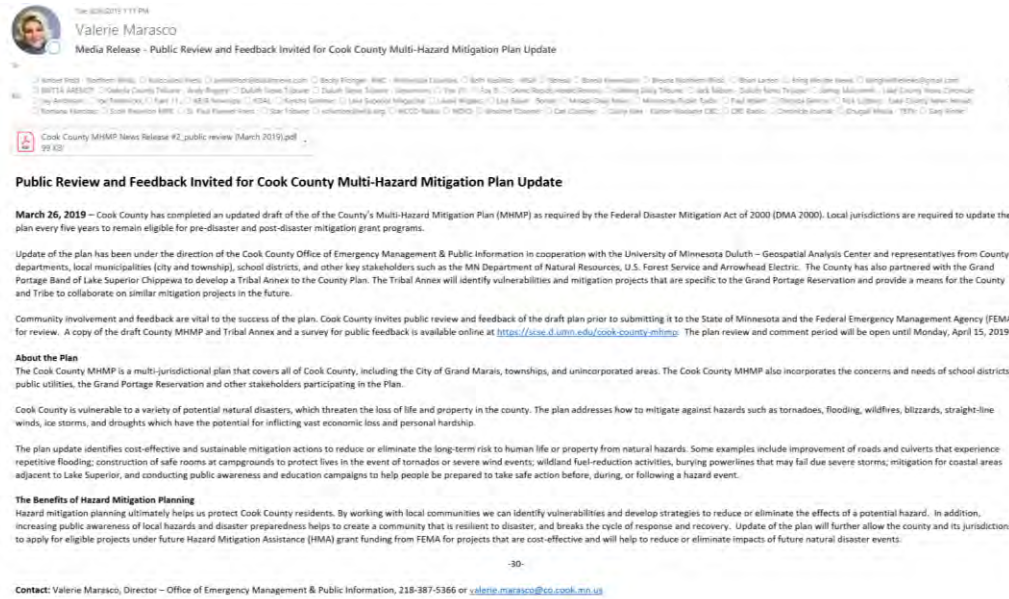 Valerie Marasco
Media Release - Public Review and Feedback Invited for Cook County Multi-Hazard Mitigation Plan Update
Cook County MHMP News Release #2_public review (March 2019).pdf
99 KB
Public Review and Feedback Invited for Cook County Multi-Hazard Mitigation Plan Update
March 26, 2019 – Cook County has completed an updated draft of the of the County's Multi-Hazard Mitigation Plan (MHMP) as required by the Federal Disaster Mitigation Act of 2000 (DMA 2000). Local jurisdictions are required to update the
plan every five years to remain eligible for pre-disaster and post-disaster mitigation grant programs.
Update of the plan has been under the direction of the Cook County Office of Emergency Management & Public Information in cooperation with the University of Minnesota Duluth – Geospatial Analysis Center and representatives from County
departments, local municipalities (city and township), school districts, and other key stakeholders such as the MN Department of Natural Resources, U.S. Forest Service and Arrowhead Electric. The County has also partnered with the Grand
Portage Band of Lake Superior Chippewa to develop a Tribal Annex to the County Plan. The Tribal Annex will identify vulnerabilities and mitigation projects that are specific to the Grand Portage Reservation and provide a means for the County
and Tribe to collaborate on similar mitigation projects in the future.
Community involvement and feedback are vital to the success of the plan. Cook County invites public review and feedback of the draft plan prior to submitting it to the State of Minnesota and the Federal Emergency Management Agency (FEMA
for review. A copy of the draft County MHMP and Tribal Annex and a survey for public feedback is available online at https://scse.d.umn.edu/cook-county-mhmp. The plan review and comment period will be open until Monday, April 15, 2019
About the Plan
The Cook County MHMP is a multi-jurisdictional plan that covers all of Cook County, including the City of Grand Marais, townships, and unincorporated areas. The Cook County MHMP also incorporates the concerns and needs of school districts
public utilities, the Grand Portage Reservation and other stakeholders participating in the Plan.
Cook County is vulnerable to a variety of potential natural disasters, which threaten the loss of life and property in the county. The plan addresses how to mitigate against hazards such as tornadoes, flooding, wildfires, blizzards, straight-line
winds, ice storms, and droughts which have the potential for inflicting vast economic loss and personal hardship.
The plan update identifies cost-effective and sustainable mitigation actions to reduce or eliminate the long-term risk to human life or property from natural hazards. Some examples include improvement of roads and culverts that experience
repetitive flooding; construction of safe rooms at campgrounds to protect lives in the event of tornados or severe wind events; wildland fuel-reduction activities, burying powerlines that may fail due severe storms; mitigation for coastal areas
adjacent to Lake Superior, and conducting public awareness and education campaigns to help people be prepared to take safe action before, during, or following a hazard event.
The Benefits of Hazard Mitigation Planning
Hazard mitigation planning ultimately helps us protect Cook County residents. By working with local communities we can identify vulnerabilities and develop strategies to reduce or eliminate the effects of a potential hazard. In addition,
increasing public awareness of local hazards and disaster preparedness helps to create a community that is resilient to disaster, and breaks the cycle of response and recovery. Update of the plan will further allow the county and its jurisdictions
to apply for eligible projects under future Hazard Mitigation Assistance (HMA) grant funding from FEMA for projects that are cost-effective and will help to reduce or eliminate impacts of future natural disaster events.
-30-
Contact: Valerie Marasco, Director – Office of Emergency Management & Public Information, 218-387-5366 or valerie.marasco@co.cook.mn.us